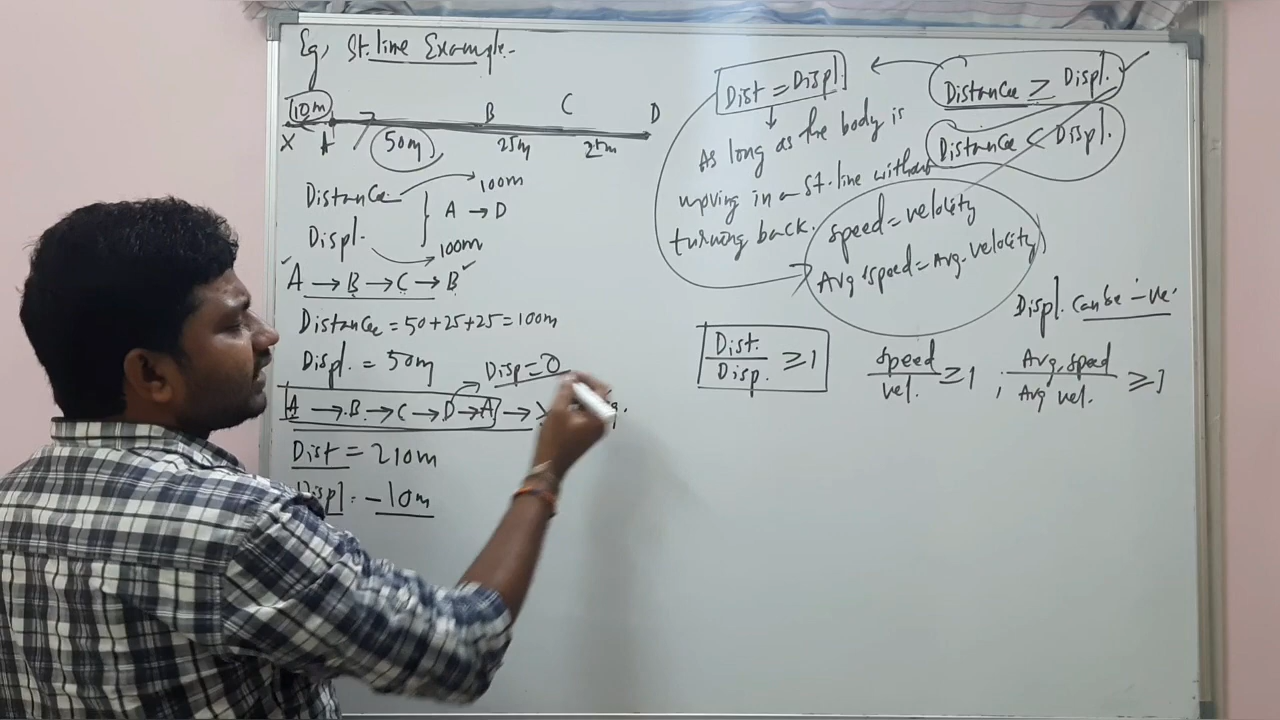 Eg, St. line Example.
10m
B
C
D
X
A
50m
25m
25m
Distance
100m
A → D
Displ.
100m
A → B → C → B
Distance = 50+25+25 = 100m
Displ. = 50m
Disp = 0
A → B → C → D → A →
Dist = 210m
Displ. = -10m
Dist = Displ.
Distance ≥ Displ.
↓
Distance < Displ.
As long as the body is
moving in a St. line without
turning back.
Speed = velocity
Avg speed = Avg. velocity
Displ. can be -ve.
Dist. / Disp. ≥ 1
speed / vel. ≥ 1 ; Avg. speed / Avg vel. ≥ 1